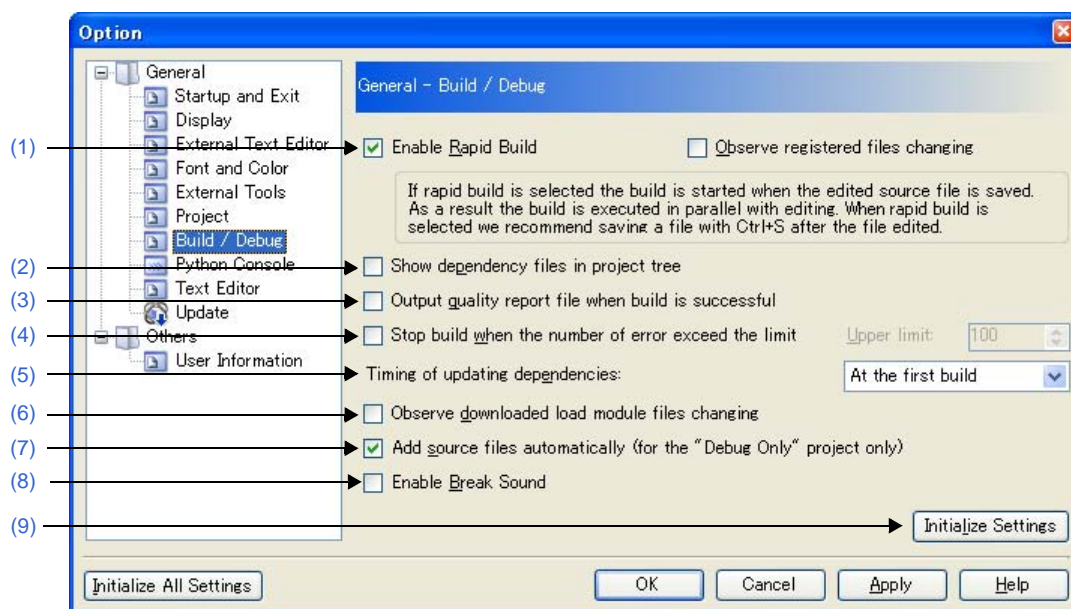 Option
General
Startup and Exit
Display
External Text Editor
Font and Color
External Tools
Project
Build / Debug
Python Console
Text Editor
Update
Others
User Information
General - Build / Debug
(1)
Enable Rapid Build
Observe registered files changing
If rapid build is selected the build is started when the edited source file is saved.
As a result the build is executed in parallel with editing. When rapid build is
selected we recommend saving a file with Ctrl+S after the file edited.
(2)
Show dependency files in project tree
(3)
Output quality report file when build is successful
(4)
Stop build when the number of error exceed the limit
Upper limit:
100
(5)
Timing of updating dependencies:
At the first build
(6)
Observe downloaded load module files changing
(7)
Add source files automatically (for the "Debug Only" project only)
(8)
Enable Break Sound
(9)
Initialize Settings
Initialize All Settings
OK
Cancel
Apply
Help